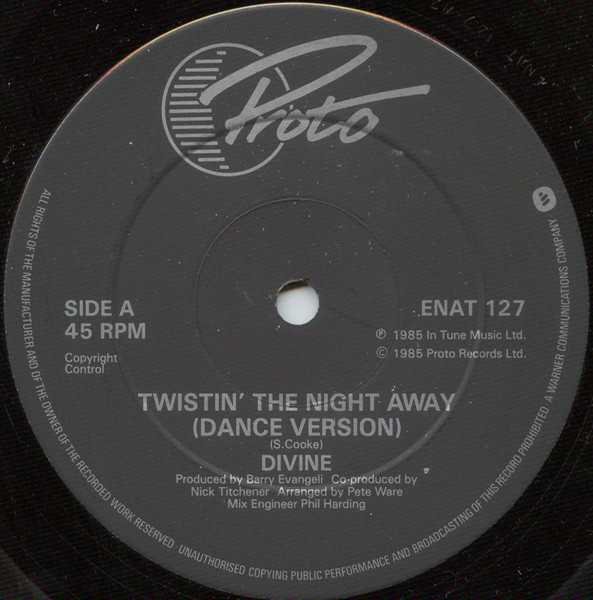 Proto
SIDE A
45 RPM
Copyright
Control
ENAT 127
Ⓟ 1985 In Tune Music Ltd.
© 1985 Proto Records Ltd.
TWISTIN' THE NIGHT AWAY
(DANCE VERSION)
(S.Cooke)
DIVINE
Produced by Barry Evangeli Co-produced by
Nick Titchener Arranged by Pete Ware
Mix Engineer Phil Harding
ALL RIGHTS OF THE MANUFACTURER AND OF THE OWNER OF THE RECORDED WORK RESERVED UNAUTHORISED COPYING PUBLIC PERFORMANCE AND BROADCASTING OF THIS RECORD PROHIBITED A WARNER COMMUNICATIONS COMPANY